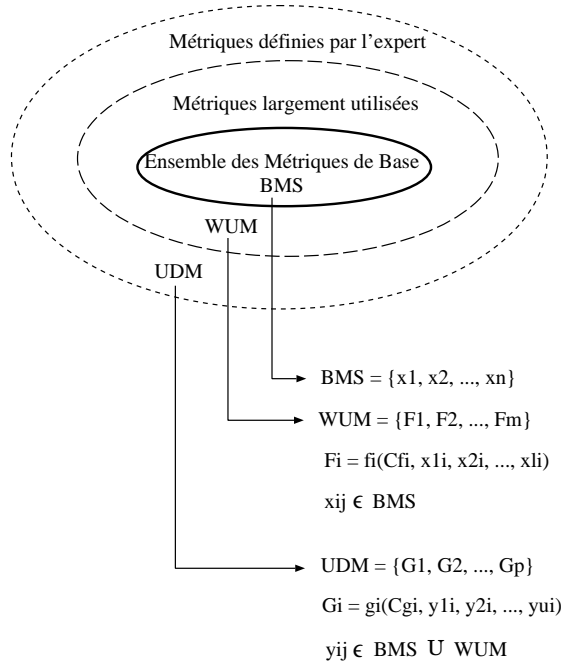 Métriques définies par l'expert
Métriques largement utilisées
Ensemble des Métriques de Base
BMS
WUM
UDM
BMS = {x1, x2, ..., xn}
WUM = {F1, F2, ..., Fm}
Fi = fi(Cfi, x1i, x2i, ..., xli)
xij ϵ BMS
UDM = {G1, G2, ..., Gp}
Gi = gi(Cgi, y1i, y2i, ..., yui)
yij ϵ BMS U WUM